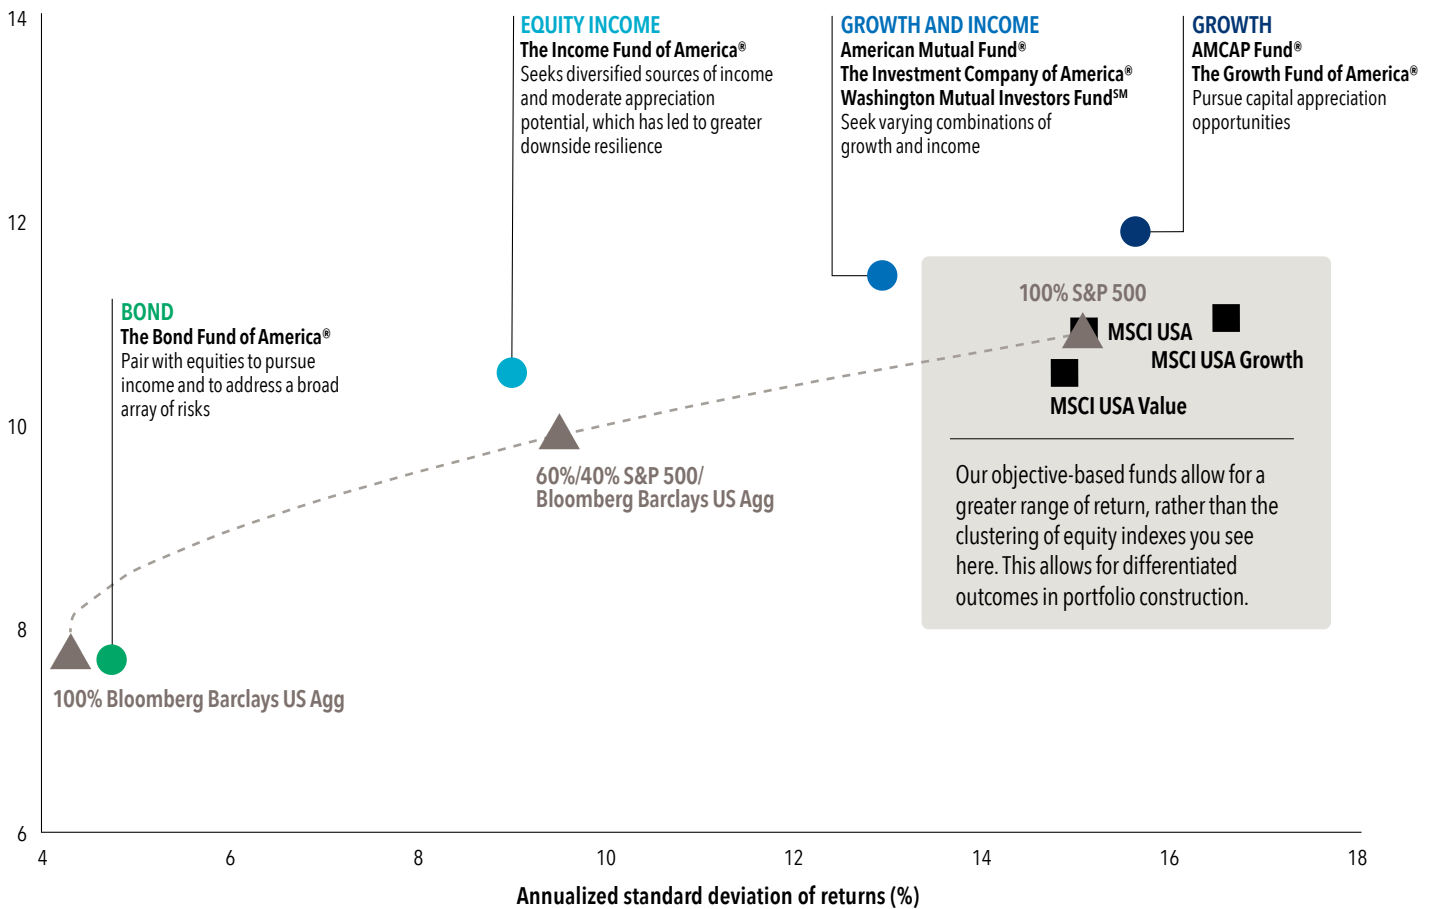 14
12
10
8
6
EQUITY INCOME
The Income Fund of America®
Seeks diversified sources of income
and moderate appreciation
potential, which has led to greater
downside resilience
GROWTH AND INCOME
American Mutual Fund®
The Investment Company of America®
Washington Mutual Investors Fund℠
Seek varying combinations of
growth and income
GROWTH
AMCAP Fund®
The Growth Fund of America®
Pursue capital appreciation
opportunities
BOND
The Bond Fund of America®
Pair with equities to pursue
income and to address a broad
array of risks
100% S&P 500
MSCI USA
MSCI USA Growth
MSCI USA Value
60%/40% S&P 500/
Bloomberg Barclays US Agg
Our objective-based funds allow for a
greater range of return, rather than the
clustering of equity indexes you see
here. This allows for differentiated
outcomes in portfolio construction.
100% Bloomberg Barclays US Agg
4 6 8 10 12 14 16 18
Annualized standard deviation of returns (%)